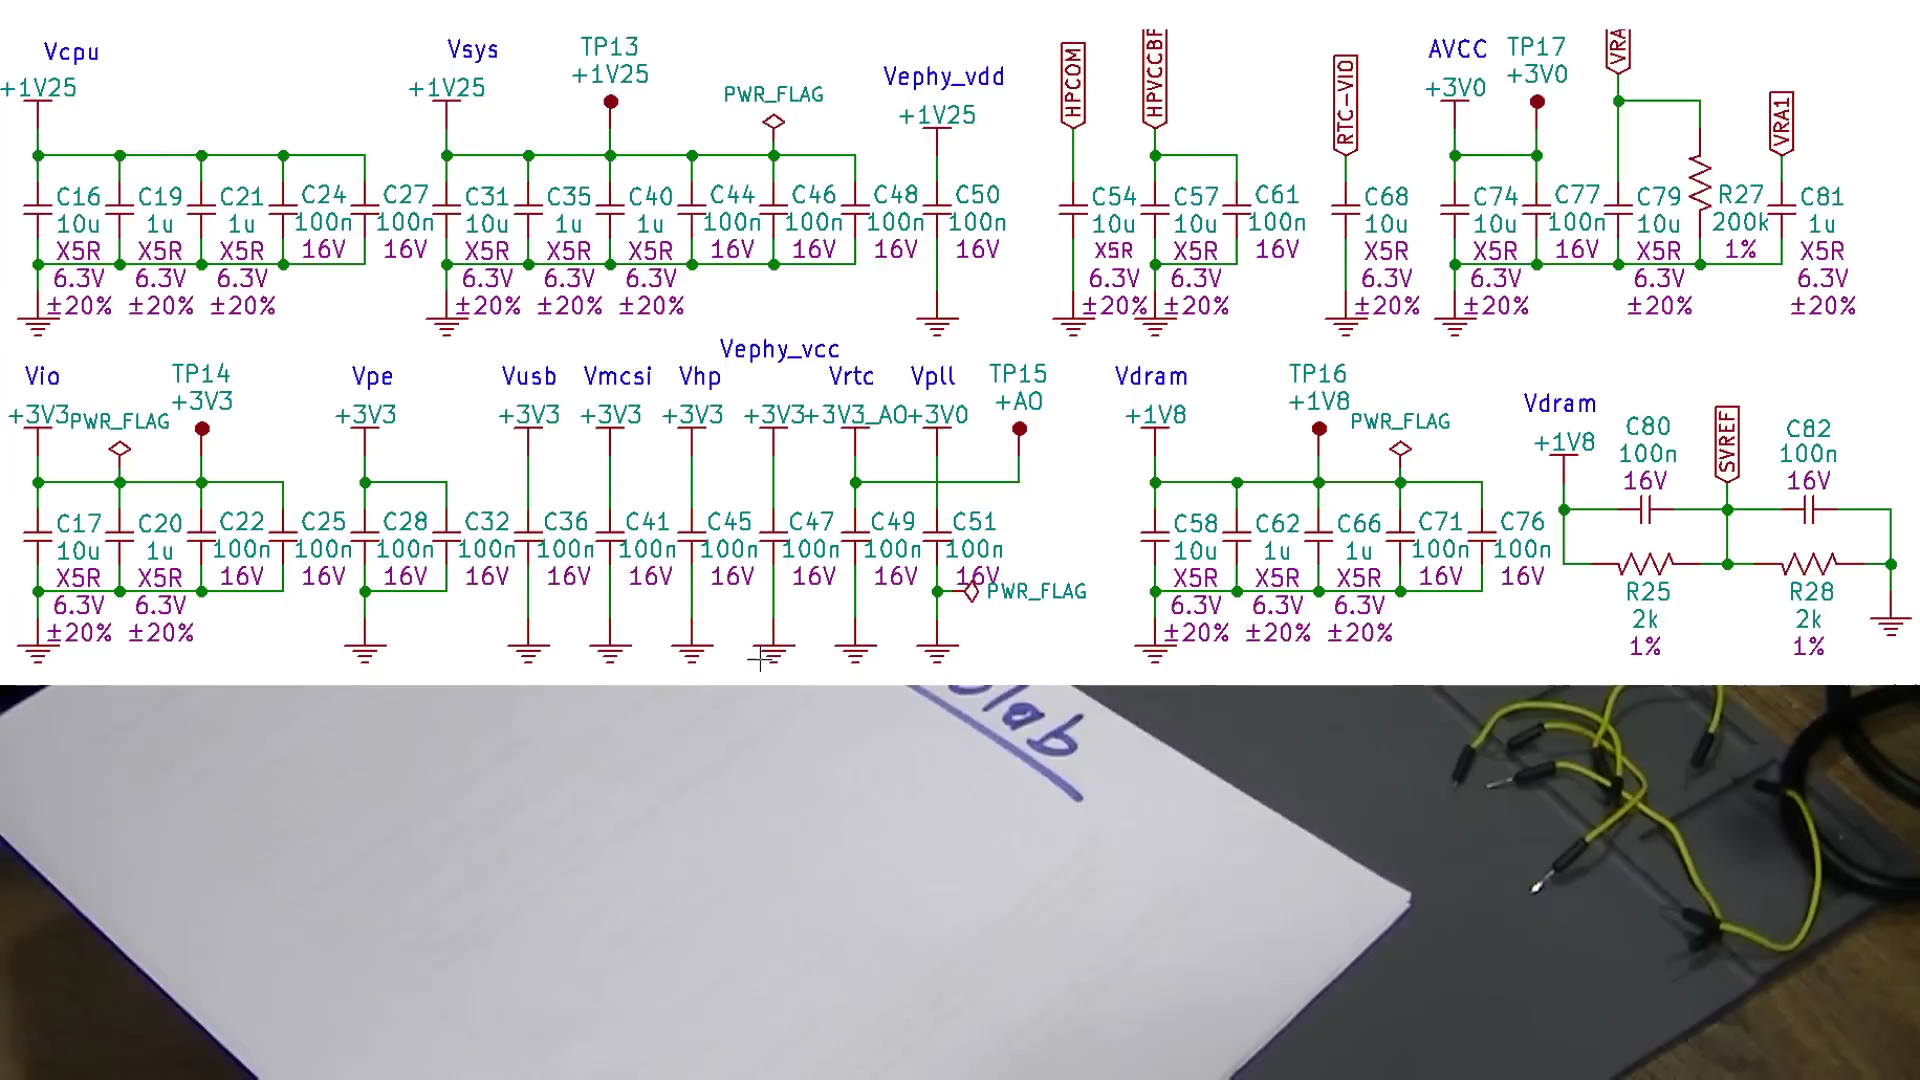 Vcpu
+1V25
C16 10u X5R 6.3V ±20%
C19 1u X5R 6.3V ±20%
C21 1u X5R 6.3V ±20%
C24 100n 16V
C27 100n 16V
Vsys
+1V25
TP13
+1V25
PWR_FLAG
C31 10u X5R 6.3V ±20%
C35 1u X5R 6.3V ±20%
C40 1u X5R 6.3V ±20%
C44 100n 16V
C46 100n 16V
C48 100n 16V
Vephy_vdd
+1V25
C50 100n 16V
HPCOM
C54 10u X5R 6.3V ±20%
HPVCCBP
C57 10u X5R 6.3V ±20%
C61 100n 16V
RTC-VIO
C68 10u X5R 6.3V ±20%
AVCC
+3V0
TP17
+3V0
C74 10u X5R 6.3V ±20%
C77 100n 16V
VRA
C79 10u X5R 6.3V ±20%
R27 200k 1%
VRA1
C81 1u X5R 6.3V ±20%
Vio
+3V3
PWR_FLAG
TP14
+3V3
C17 10u X5R 6.3V ±20%
C20 1u X5R 6.3V ±20%
C22 100n 16V
C25 100n 16V
Vpe
+3V3
C28 100n 16V
C32 100n 16V
Vusb
+3V3
C36 100n 16V
Vmcsi
+3V3
C41 100n 16V
Vhp
+3V3
C45 100n 16V
Vephy_vcc
+3V3
C47 100n 16V
Vrtc
+3V3_AO
C49 100n 16V
Vpll
+3V0
C51 100n 16V
PWR_FLAG
TP15
+AO
Vdram
+1V8
TP16
+1V8
PWR_FLAG
C58 10u X5R 6.3V ±20%
C62 1u X5R 6.3V ±20%
C66 1u X5R 6.3V ±20%
C71 100n 16V
C76 100n 16V
Vdram
+1V8
C80 100n 16V
SVREF
C82 100n 16V
R25 2k 1%
R28 2k 1%